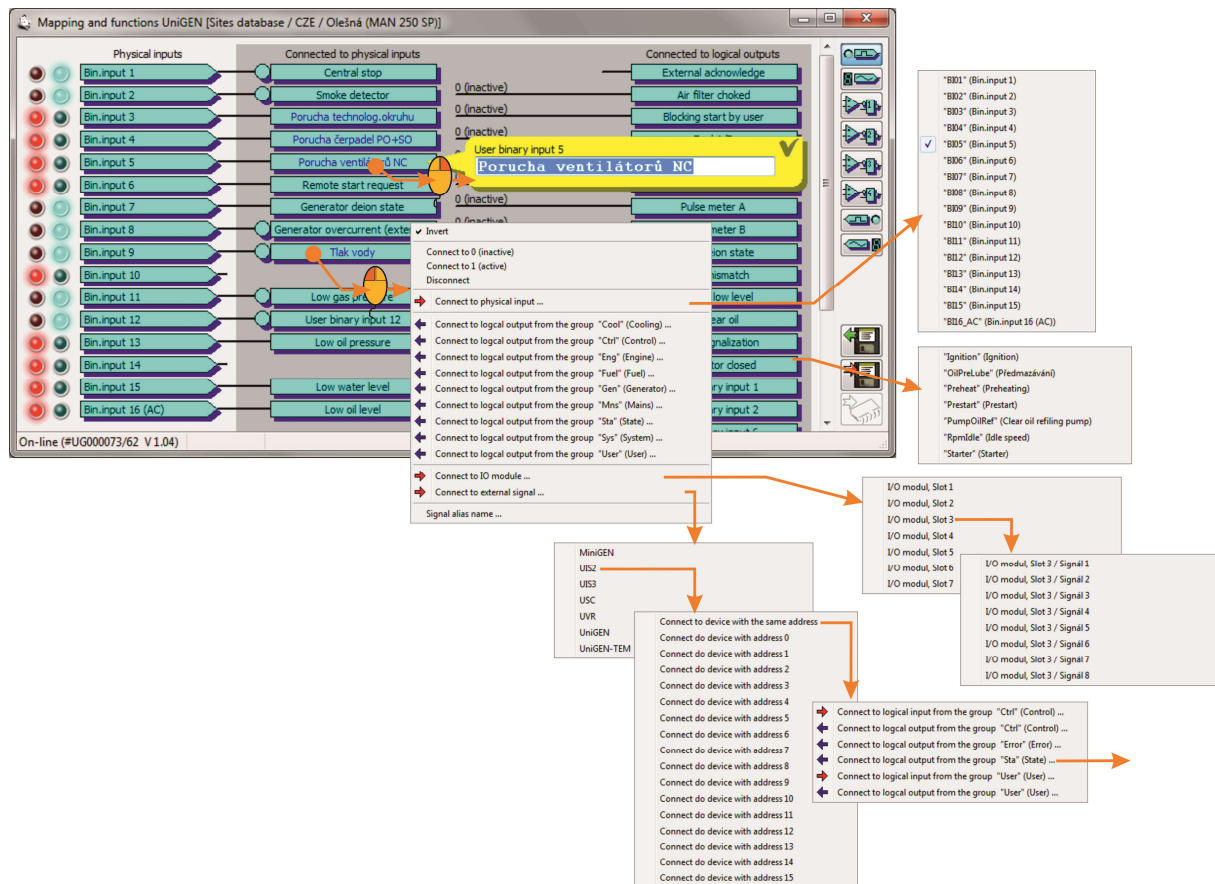 Mapping and functions UniGEN [Sites database / CZE / Olešná (MAN 250 SP)]
Physical inputs
Connected to physical inputs
Connected to logical outputs
Bin.input 1
Central stop
External acknowledge
Bin.input 2
Smoke detector
0 (inactive)
Air filter choked
Bin.input 3
Porucha technolog.okruhu
0 (inactive)
Blocking start by user
Bin.input 4
Porucha čerpadel PO+SO
0 (inactive)
Bin.input 5
Porucha ventilátorů NC
User binary input 5
Porucha ventilátorů NC
Bin.input 6
Remote start request
Bin.input 7
Generator deion state
0 (inactive)
Pulse meter A
Bin.input 8
Generator overcurrent (exte
0 (inactive)
meter B
Bin.input 9
Tlak vody
eion state
Bin.input 10
ismatch
Bin.input 11
Low gas pressure
low level
Bin.input 12
User binary input 12
ear oil
Bin.input 13
Low oil pressure
gnalization
Bin.input 14
tor closed
Bin.input 15
Low water level
ry input 1
Bin.input 16 (AC)
Low oil level
ry input 2
On-line (#UG000073/62 V 1.04)
Invert
Connect to 0 (inactive)
Connect to 1 (active)
Disconnect
Connect to physical input ...
Connect to logcal output from the group "Cool" (Cooling) ...
Connect to logcal output from the group "Ctrl" (Control) ...
Connect to logcal output from the group "Eng" (Engine) ...
Connect to logcal output from the group "Fuel" (Fuel) ...
Connect to logcal output from the group "Gen" (Generator) ...
Connect to logcal output from the group "Mns" (Mains) ...
Connect to logcal output from the group "Sta" (State) ...
Connect to logcal output from the group "Sys" (System) ...
Connect to logcal output from the group "User" (User) ...
Connect to IO module ...
Connect to external signal ...
Signal alias name ...
"BI01" (Bin.input 1)
"BI02" (Bin.input 2)
"BI03" (Bin.input 3)
"BI04" (Bin.input 4)
"BI05" (Bin.input 5)
"BI06" (Bin.input 6)
"BI07" (Bin.input 7)
"BI08" (Bin.input 8)
"BI09" (Bin.input 9)
"BI10" (Bin.input 10)
"BI11" (Bin.input 11)
"BI12" (Bin.input 12)
"BI13" (Bin.input 13)
"BI14" (Bin.input 14)
"BI15" (Bin.input 15)
"BI16_AC" (Bin.input 16 (AC))
"Ignition" (Ignition)
"OilPreLube" (Předmazávání)
"Preheat" (Preheating)
"Prestart" (Prestart)
"PumpOilRef" (Clear oil refiling pump)
"RpmIdle" (Idle speed)
"Starter" (Starter)
I/O modul, Slot 1
I/O modul, Slot 2
I/O modul, Slot 3
I/O modul, Slot 4
I/O modul, Slot 5
I/O modul, Slot 6
I/O modul, Slot 7
I/O modul, Slot 3 / Signál 1
I/O modul, Slot 3 / Signál 2
I/O modul, Slot 3 / Signál 3
I/O modul, Slot 3 / Signál 4
I/O modul, Slot 3 / Signál 5
I/O modul, Slot 3 / Signál 6
I/O modul, Slot 3 / Signál 7
I/O modul, Slot 3 / Signál 8
MiniGEN
UIS2
UIS3
USC
UVR
UniGEN
UniGEN-TEM
Connect to device with the same address
Connect do device with address 0
Connect do device with address 1
Connect do device with address 2
Connect do device with address 3
Connect do device with address 4
Connect do device with address 5
Connect do device with address 6
Connect do device with address 7
Connect do device with address 8
Connect do device with address 9
Connect do device with address 10
Connect do device with address 11
Connect do device with address 12
Connect do device with address 13
Connect do device with address 14
Connect do device with address 15
Connect to logical input from the group "Ctrl" (Control) ...
Connect to logcal output from the group "Ctrl" (Control) ...
Connect to logcal output from the group "Error" (Error) ...
Connect to logcal output from the group "Sta" (State) ...
Connect to logical input from the group "User" (User) ...
Connect to logcal output from the group "User" (User) ...